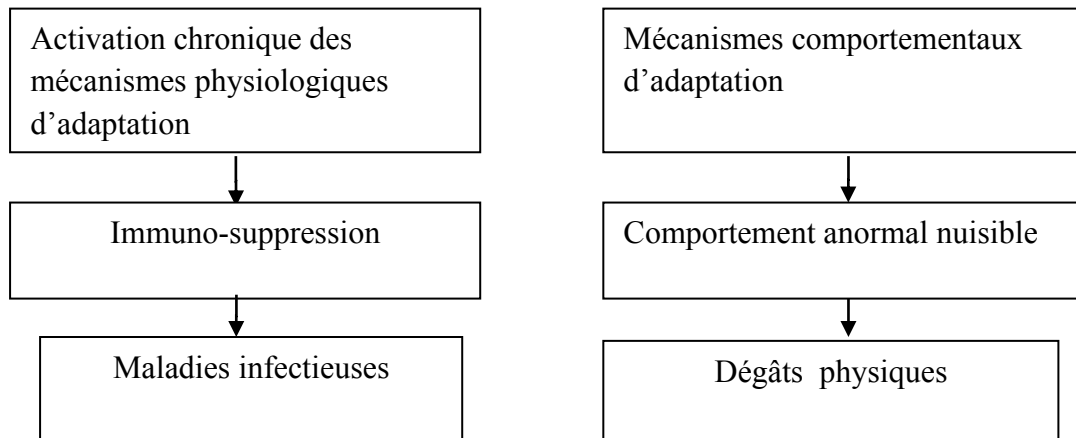 Activation chronique des
mécanismes physiologiques
d’adaptation
Immuno-suppression
Maladies infectieuses
Mécanismes comportementaux
d’adaptation
Comportement anormal nuisible
Dégâts physiques